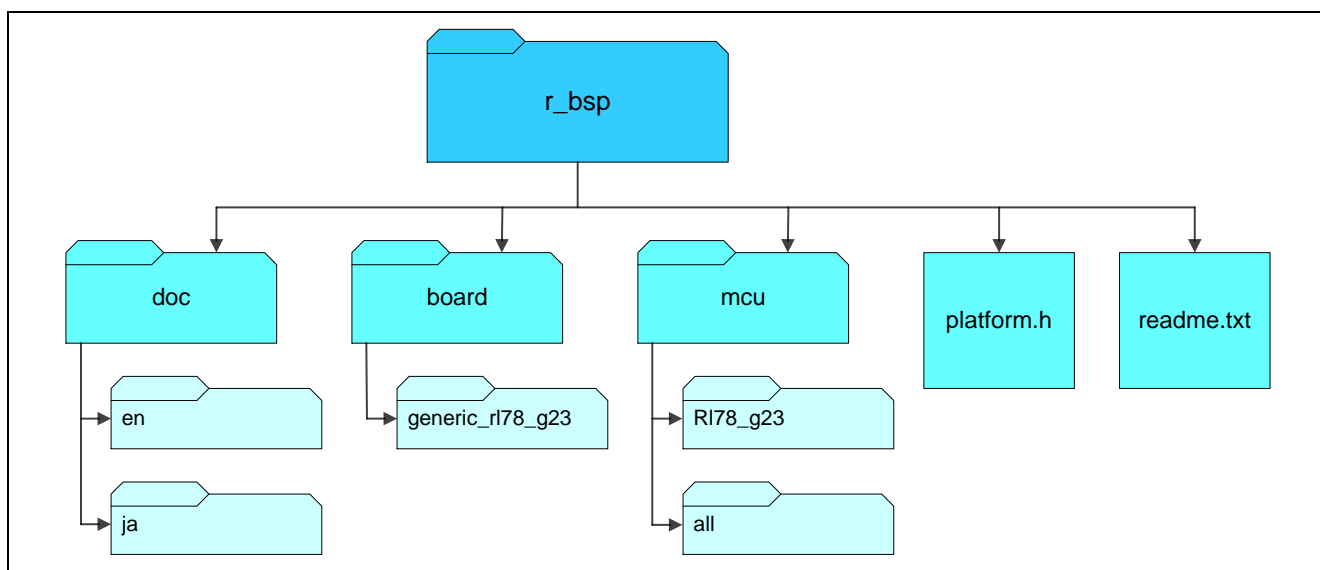 r_bsp
doc
board
mcu
platform.h
readme.txt
en
generic_rl78_g23
Rl78_g23
ja
all